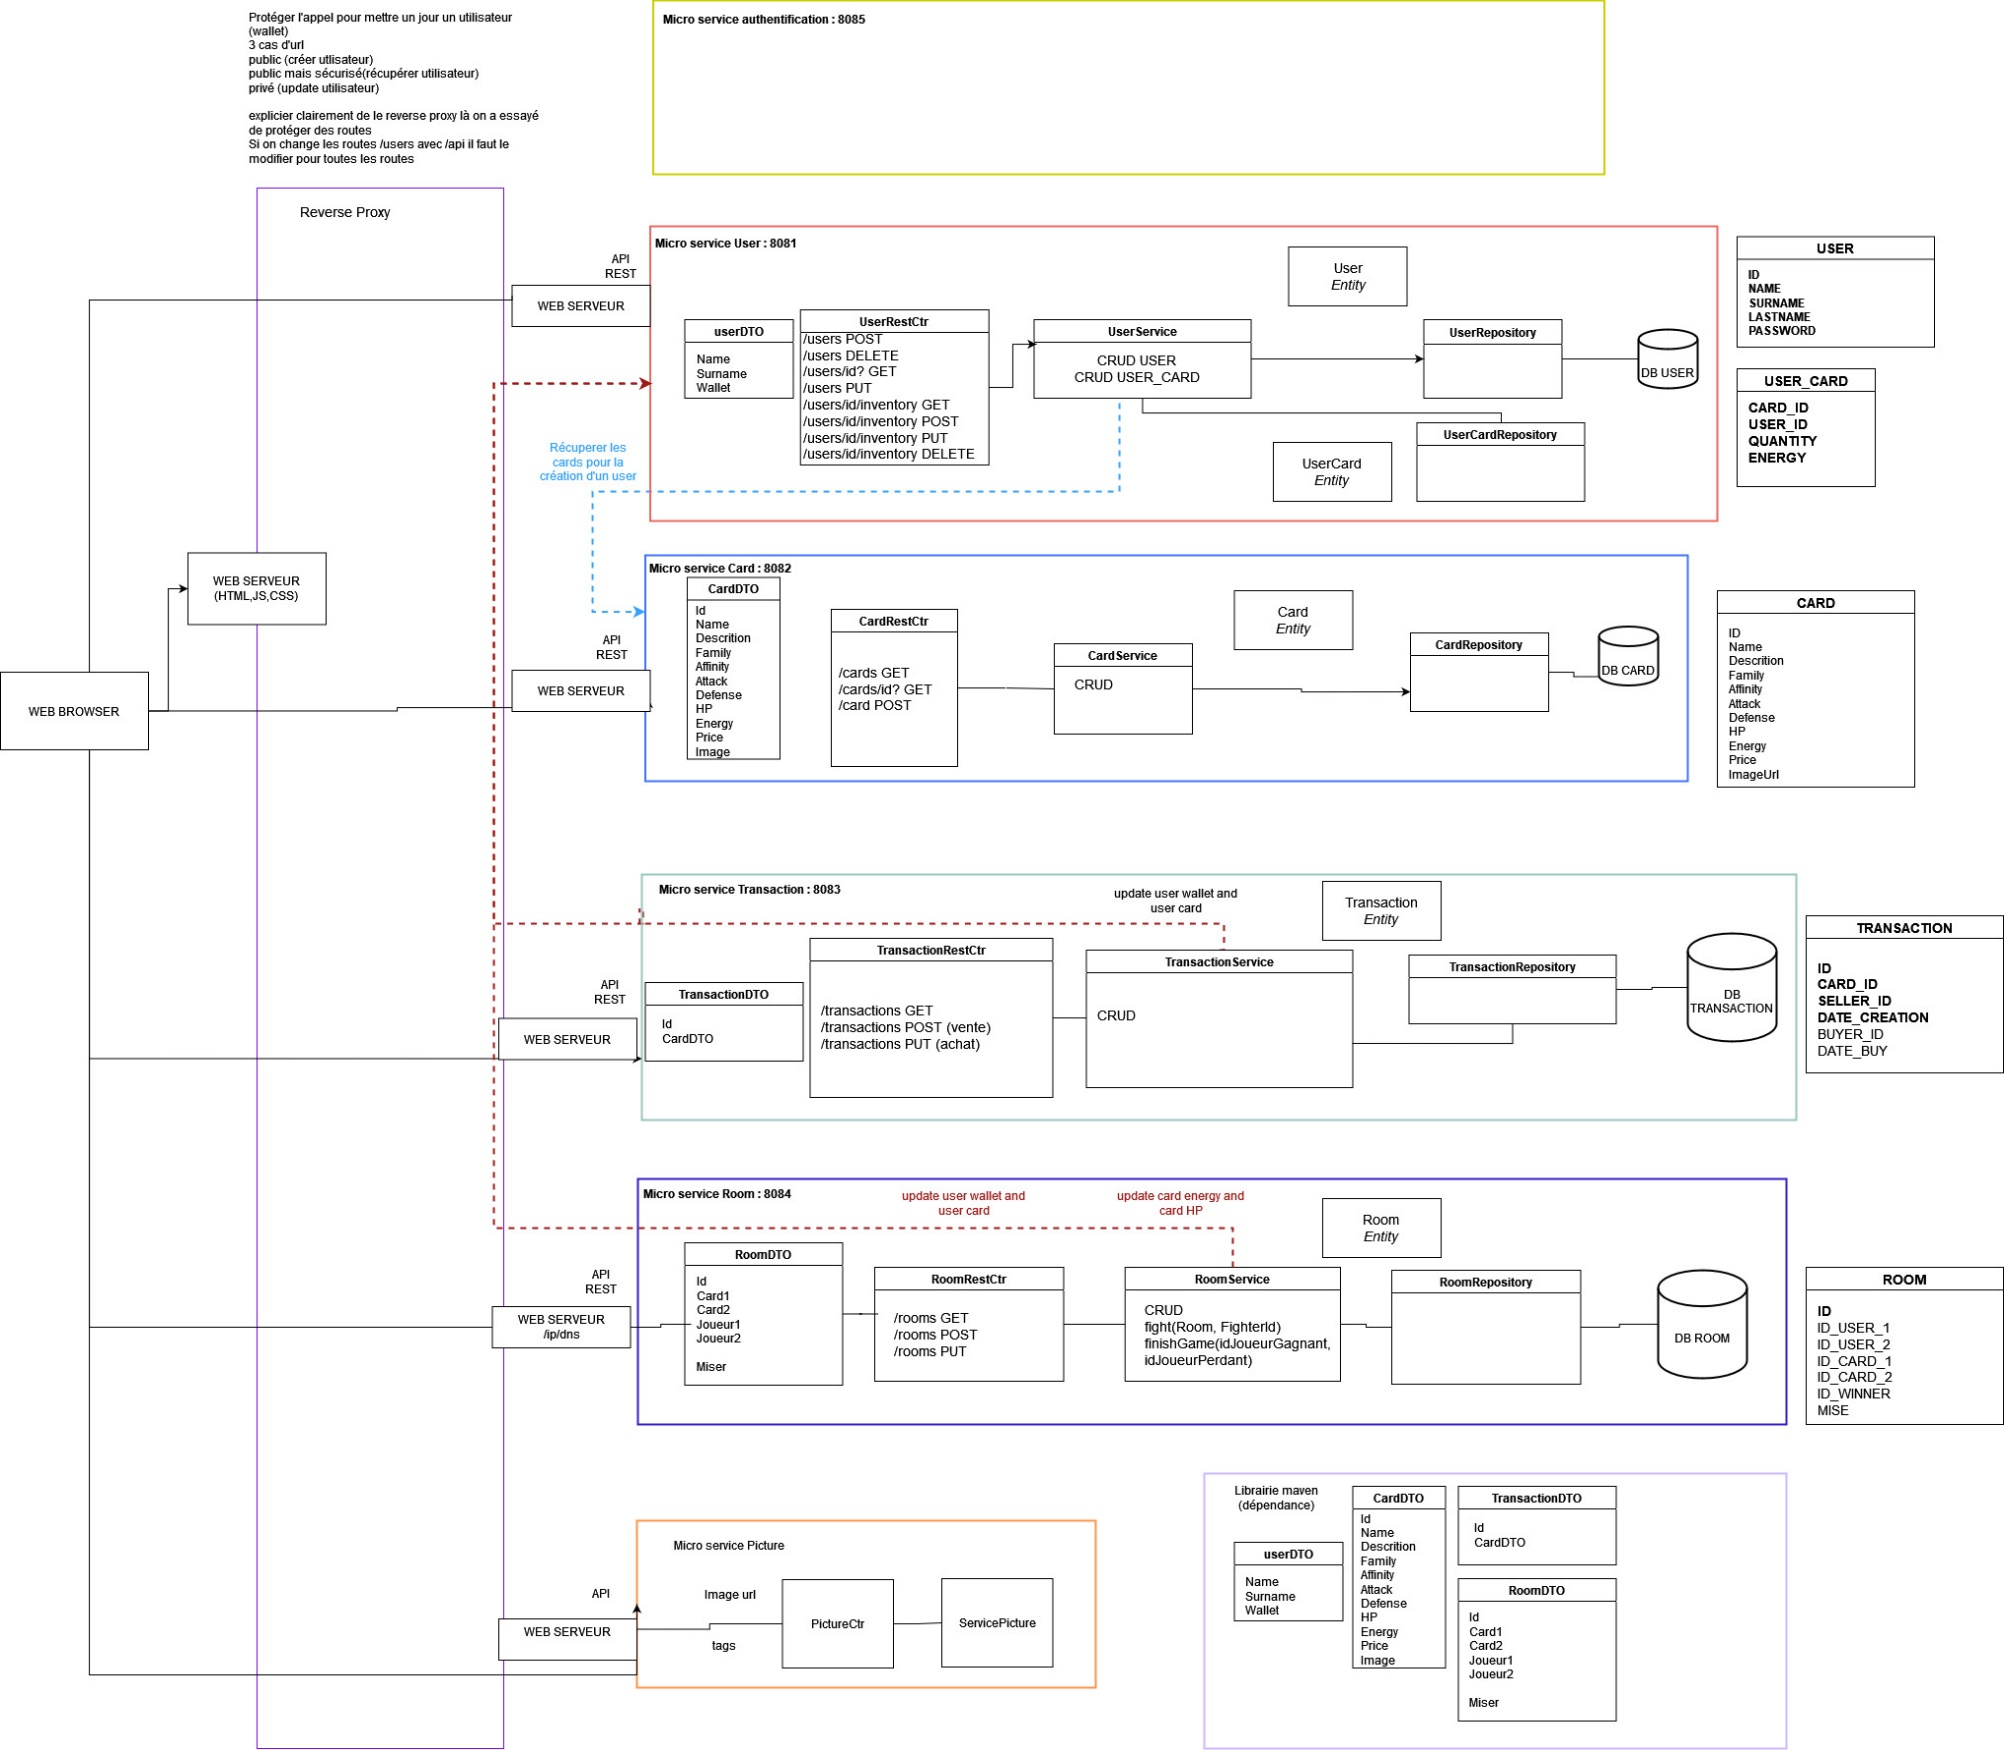 Protéger l'appel pour mettre un jour un utilisateur
(wallet)
3 cas d'url
public (créer utlisateur)
public mais sécurisé(récupérer utilisateur)
privé (update utilisateur)
explicier clairement de le reverse proxy là on a essayé
de protéger des routes
Si on change les routes /users avec /api il faut le
modifier pour toutes les routes
Micro service authentification : 8085
Reverse Proxy
WEB BROWSER
WEB SERVEUR
(HTML,JS,CSS)
API
REST
WEB SERVEUR
Micro service User : 8081
userDTO
Name
Surname
Wallet
UserRestCtr
/users POST
/users DELETE
/users/id? GET
/users PUT
/users/id/inventory GET
/users/id/inventory POST
/users/id/inventory PUT
/users/id/inventory DELETE
UserService
CRUD USER
CRUD USER_CARD
User
Entity
UserRepository
DB USER
UserCard
Entity
UserCardRepository
USER
ID
NAME
SURNAME
LASTNAME
PASSWORD
USER_CARD
CARD_ID
USER_ID
QUANTITY
ENERGY
Récuperer les
cards pour la
création d'un user
API
REST
WEB SERVEUR
Micro service Card : 8082
CardDTO
Id
Name
Descrition
Family
Affinity
Attack
Defense
HP
Energy
Price
Image
CardRestCtr
/cards GET
/cards/id? GET
/card POST
CardService
CRUD
Card
Entity
CardRepository
DB CARD
CARD
ID
Name
Descrition
Family
Affinity
Attack
Defense
HP
Energy
Price
ImageUrl
API
REST
WEB SERVEUR
Micro service Transaction : 8083
update user wallet and
user card
TransactionDTO
Id
CardDTO
TransactionRestCtr
/transactions GET
/transactions POST (vente)
/transactions PUT (achat)
TransactionService
CRUD
Transaction
Entity
TransactionRepository
DB
TRANSACTION
TRANSACTION
ID
CARD_ID
SELLER_ID
DATE_CREATION
BUYER_ID
DATE_BUY
API
REST
WEB SERVEUR
/ip/dns
Micro service Room : 8084
update user wallet and
user card
update card energy and
card HP
RoomDTO
Id
Card1
Card2
Joueur1
Joueur2
Miser
RoomRestCtr
/rooms GET
/rooms POST
/rooms PUT
RoomService
CRUD
fight(Room, FighterId)
finishGame(idJoueurGagnant,
idJoueurPerdant)
Room
Entity
RoomRepository
DB ROOM
ROOM
ID
ID_USER_1
ID_USER_2
ID_CARD_1
ID_CARD_2
ID_WINNER
MISE
API
WEB SERVEUR
Micro service Picture
Image url
tags
PictureCtr
ServicePicture
Librairie maven
(dépendance)
userDTO
Name
Surname
Wallet
CardDTO
Id
Name
Descrition
Family
Affinity
Attack
Defense
HP
Energy
Price
Image
TransactionDTO
Id
CardDTO
RoomDTO
Id
Card1
Card2
Joueur1
Joueur2
Miser